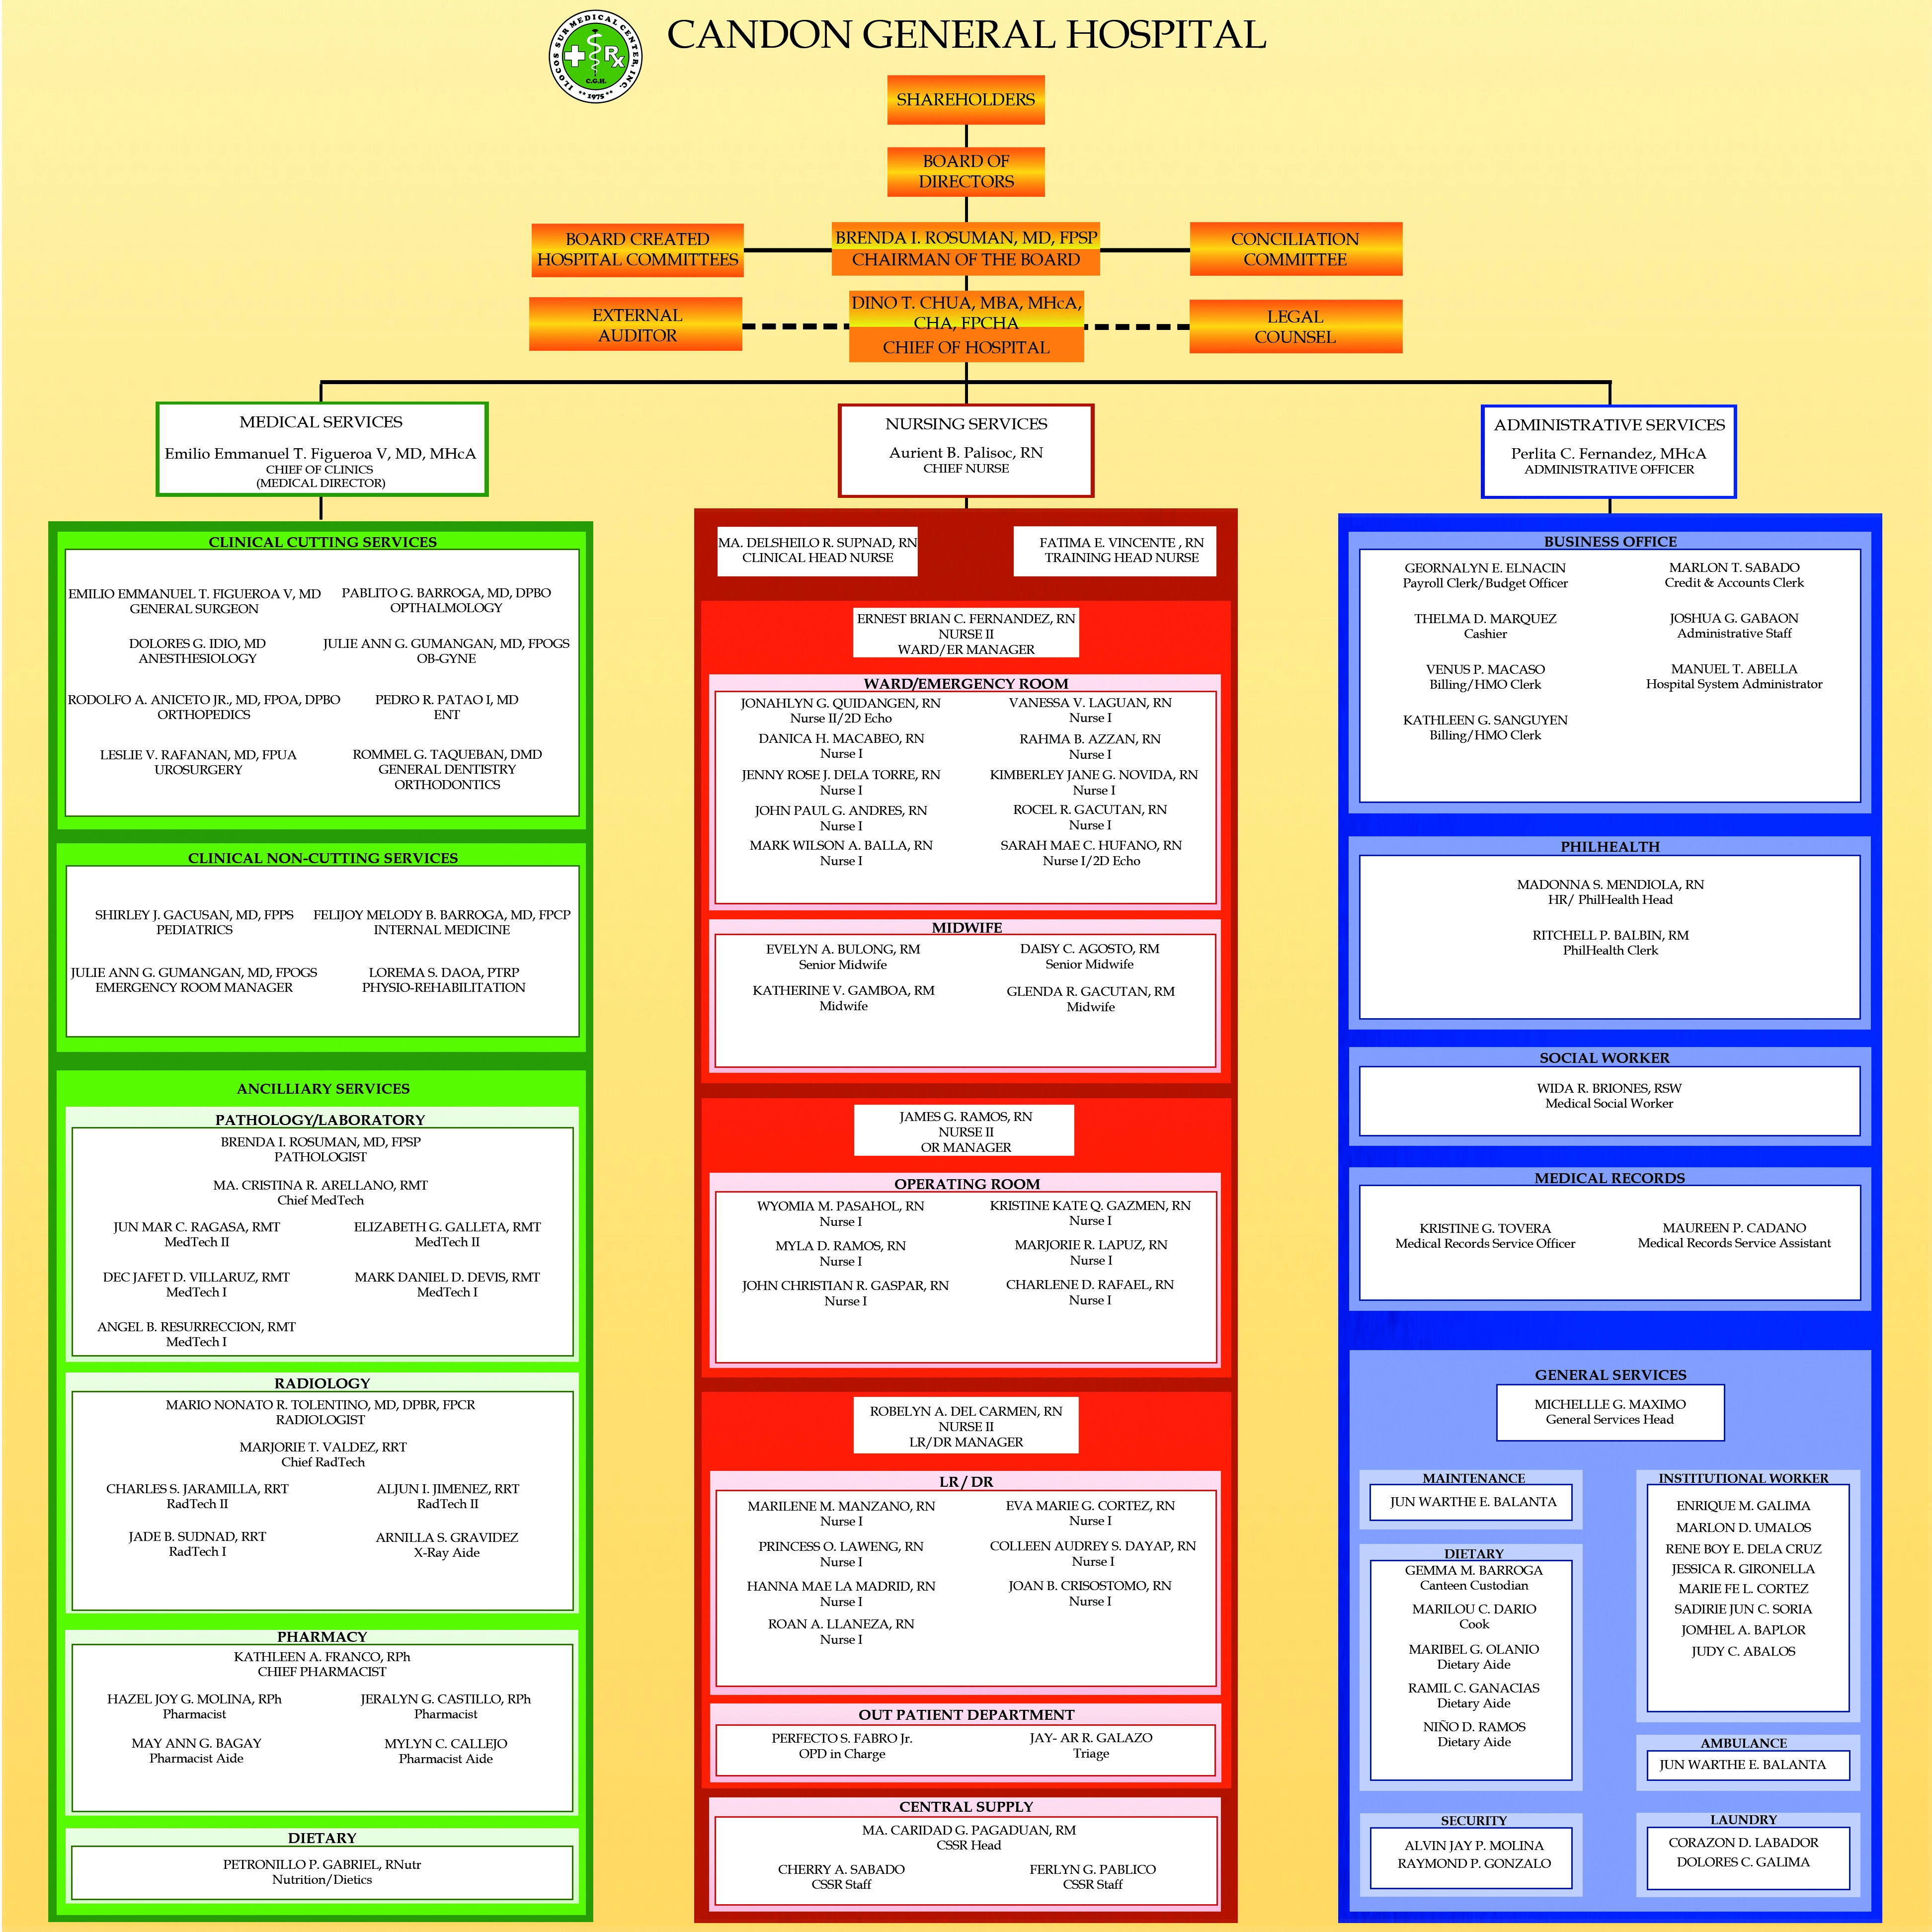 ILOCOS SUR MEDICAL CENTER, INC.
Rx
C.G.H.
** 1975 **
CANDON GENERAL HOSPITAL
SHAREHOLDERS
BOARD OF
DIRECTORS
BOARD CREATED
HOSPITAL COMMITTEES
BRENDA I. ROSUMAN, MD, FPSP
CHAIRMAN OF THE BOARD
CONCILIATION
COMMITTEE
EXTERNAL
AUDITOR
DINO T. CHUA, MBA, MHcA,
CHA, FPCHA
CHIEF OF HOSPITAL
LEGAL
COUNSEL
MEDICAL SERVICES
Emilio Emmanuel T. Figueroa V, MD, MHcA
CHIEF OF CLINICS
(MEDICAL DIRECTOR)
NURSING SERVICES
Aurient B. Palisoc, RN
CHIEF NURSE
ADMINISTRATIVE SERVICES
Perlita C. Fernandez, MHcA
ADMINISTRATIVE OFFICER
CLINICAL CUTTING SERVICES
EMILIO EMMANUEL T. FIGUEROA V, MD
GENERAL SURGEON
PABLITO G. BARROGA, MD, DPBO
OPTHALMOLOGY
DOLORES G. IDIO, MD
ANESTHESIOLOGY
JULIE ANN G. GUMANGAN, MD, FPOGS
OB-GYNE
RODOLFO A. ANICETO JR., MD, FPOA, DPBO
ORTHOPEDICS
PEDRO R. PATAO I, MD
ENT
LESLIE V. RAFANAN, MD, FPUA
UROSURGERY
ROMMEL G. TAQUEBAN, DMD
GENERAL DENTISTRY
ORTHODONTICS
CLINICAL NON-CUTTING SERVICES
SHIRLEY J. GACUSAN, MD, FPPS
PEDIATRICS
FELIJOY MELODY B. BARROGA, MD, FPCP
INTERNAL MEDICINE
JULIE ANN G. GUMANGAN, MD, FPOGS
EMERGENCY ROOM MANAGER
LOREMA S. DAOA, PTRP
PHYSIO-REHABILITATION
ANCILLIARY SERVICES
PATHOLOGY/LABORATORY
BRENDA I. ROSUMAN, MD, FPSP
PATHOLOGIST
MA. CRISTINA R. ARELLANO, RMT
Chief MedTech
JUN MAR C. RAGASA, RMT
MedTech II
ELIZABETH G. GALLETA, RMT
MedTech II
DEC JAFET D. VILLARUZ, RMT
MedTech I
MARK DANIEL D. DEVIS, RMT
MedTech I
ANGEL B. RESURRECCION, RMT
MedTech I
RADIOLOGY
MARIO NONATO R. TOLENTINO, MD, DPBR, FPCR
RADIOLOGIST
MARJORIE T. VALDEZ, RRT
Chief RadTech
CHARLES S. JARAMILLA, RRT
RadTech II
ALJUN I. JIMENEZ, RRT
RadTech II
JADE B. SUDNAD, RRT
RadTech I
ARNILLA S. GRAVIDEZ
X-Ray Aide
PHARMACY
KATHLEEN A. FRANCO, RPh
CHIEF PHARMACIST
HAZEL JOY G. MOLINA, RPh
Pharmacist
JERALYN G. CASTILLO, RPh
Pharmacist
MAY ANN G. BAGAY
Pharmacist Aide
MYLYN C. CALLEJO
Pharmacist Aide
DIETARY
PETRONILLO P. GABRIEL, RNutr
Nutrition/Dietics
MA. DELSHEILO R. SUPNAD, RN
CLINICAL HEAD NURSE
FATIMA E. VINCENTE , RN
TRAINING HEAD NURSE
ERNEST BRIAN C. FERNANDEZ, RN
NURSE II
WARD/ER MANAGER
WARD/EMERGENCY ROOM
JONAHLYN G. QUIDANGEN, RN
Nurse II/2D Echo
VANESSA V. LAGUAN, RN
Nurse I
DANICA H. MACABEO, RN
Nurse I
RAHMA B. AZZAN, RN
Nurse I
JENNY ROSE J. DELA TORRE, RN
Nurse I
KIMBERLEY JANE G. NOVIDA, RN
Nurse I
JOHN PAUL G. ANDRES, RN
Nurse I
ROCEL R. GACUTAN, RN
Nurse I
MARK WILSON A. BALLA, RN
Nurse I
SARAH MAE C. HUFANO, RN
Nurse I/2D Echo
MIDWIFE
EVELYN A. BULONG, RM
Senior Midwife
DAISY C. AGOSTO, RM
Senior Midwife
KATHERINE V. GAMBOA, RM
Midwife
GLENDA R. GACUTAN, RM
Midwife
JAMES G. RAMOS, RN
NURSE II
OR MANAGER
OPERATING ROOM
WYOMIA M. PASAHOL, RN
Nurse I
KRISTINE KATE Q. GAZMEN, RN
Nurse I
MYLA D. RAMOS, RN
Nurse I
MARJORIE R. LAPUZ, RN
Nurse I
JOHN CHRISTIAN R. GASPAR, RN
Nurse I
CHARLENE D. RAFAEL, RN
Nurse I
ROBELYN A. DEL CARMEN, RN
NURSE II
LR/DR MANAGER
LR/ DR
MARILENE M. MANZANO, RN
Nurse I
EVA MARIE G. CORTEZ, RN
Nurse I
PRINCESS O. LAWENG, RN
Nurse I
COLLEEN AUDREY S. DAYAP, RN
Nurse I
HANNA MAE LA MADRID, RN
Nurse I
JOAN B. CRISOSTOMO, RN
Nurse I
ROAN A. LLANEZA, RN
Nurse I
OUT PATIENT DEPARTMENT
PERFECTO S. FABRO Jr.
OPD in Charge
JAY- AR R. GALAZO
Triage
CENTRAL SUPPLY
MA. CARIDAD G. PAGADUAN, RM
CSSR Head
CHERRY A. SABADO
CSSR Staff
FERLYN G. PABLICO
CSSR Staff
BUSINESS OFFICE
GEORNALYN E. ELNACIN
Payroll Clerk/Budget Officer
MARLON T. SABADO
Credit & Accounts Clerk
THELMA D. MARQUEZ
Cashier
JOSHUA G. GABAON
Administrative Staff
VENUS P. MACASO
Billing/HMO Clerk
MANUEL T. ABELLA
Hospital System Administrator
KATHLEEN G. SANGUYEN
Billing/HMO Clerk
PHILHEALTH
MADONNA S. MENDIOLA, RN
HR/ PhilHealth Head
RITCHELL P. BALBIN, RM
PhilHealth Clerk
SOCIAL WORKER
WIDA R. BRIONES, RSW
Medical Social Worker
MEDICAL RECORDS
KRISTINE G. TOVERA
Medical Records Service Officer
MAUREEN P. CADANO
Medical Records Service Assistant
GENERAL SERVICES
MICHELLLE G. MAXIMO
General Services Head
MAINTENANCE
JUN WARTHE E. BALANTA
DIETARY
GEMMA M. BARROGA
Canteen Custodian
MARILOU C. DARIO
Cook
MARIBEL G. OLANIO
Dietary Aide
RAMIL C. GANACIAS
Dietary Aide
NIÑO D. RAMOS
Dietary Aide
SECURITY
ALVIN JAY P. MOLINA
RAYMOND P. GONZALO
INSTITUTIONAL WORKER
ENRIQUE M. GALIMA
MARLON D. UMALOS
RENE BOY E. DELA CRUZ
JESSICA R. GIRONELLA
MARIE FE L. CORTEZ
SADIRIE JUN C. SORIA
JOMHEL A. BAPLOR
JUDY C. ABALOS
AMBULANCE
JUN WARTHE E. BALANTA
LAUNDRY
CORAZON D. LABADOR
DOLORES C. GALIMA